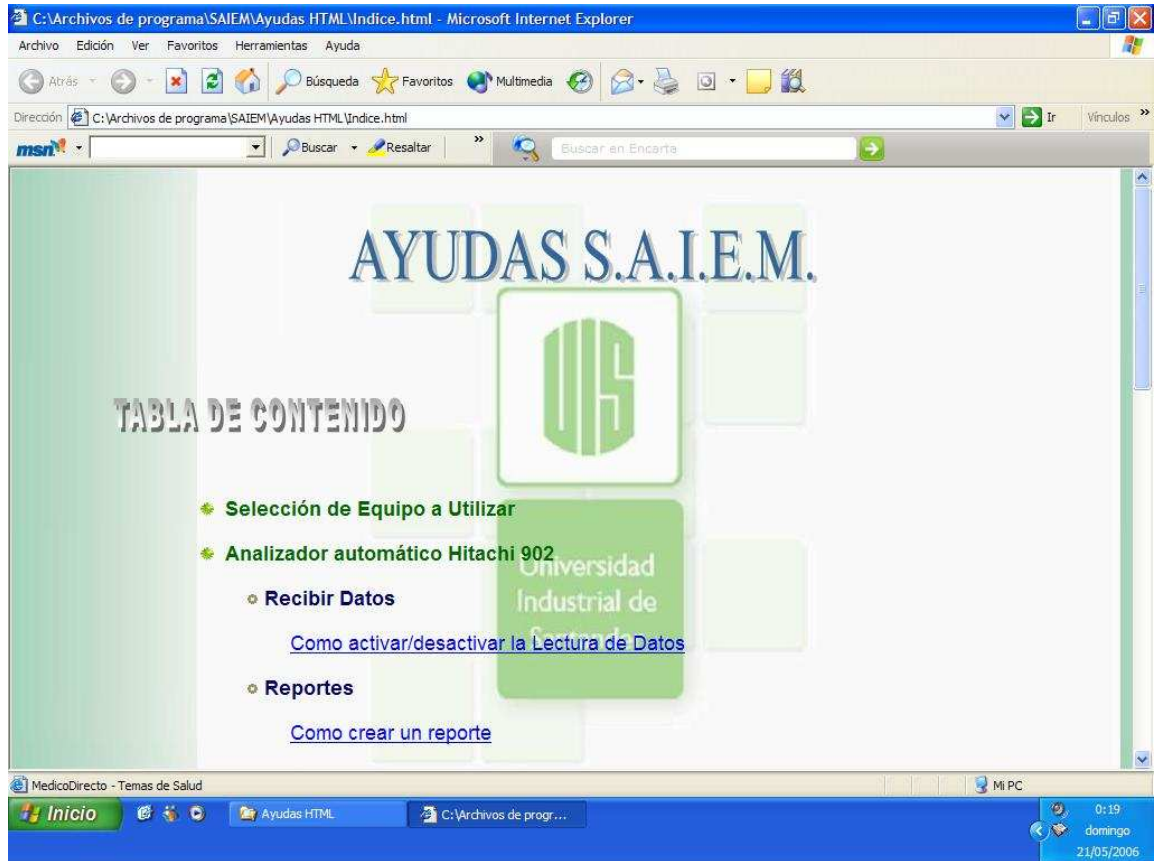 C:\Archivos de programa\SAIEM\Ayudas HTML\Indice.html - Microsoft Internet Explorer
Archivo Edición Ver Favoritos Herramientas Ayuda
Atrás Búsqueda Favoritos Multimedia
Dirección C:\Archivos de programa\SAIEM\Ayudas HTML\Indice.html Ir Vínculos »
msn Buscar Resaltar » Buscar en Encarta
AYUDAS S.A.I.E.M.
UIS
TABLA DE CONTENIDO
Selección de Equipo a Utilizar
Analizador automático Hitachi 902
Universidad
Recibir Datos
Industrial de
Como activar/desactivar la Lectura de Datos
Santander
Reportes
Como crear un reporte
MedicoDirecto - Temas de Salud Mi PC
Inicio Ayudas HTML C:\Archivos de progr... 0:19
domingo
21/05/2006